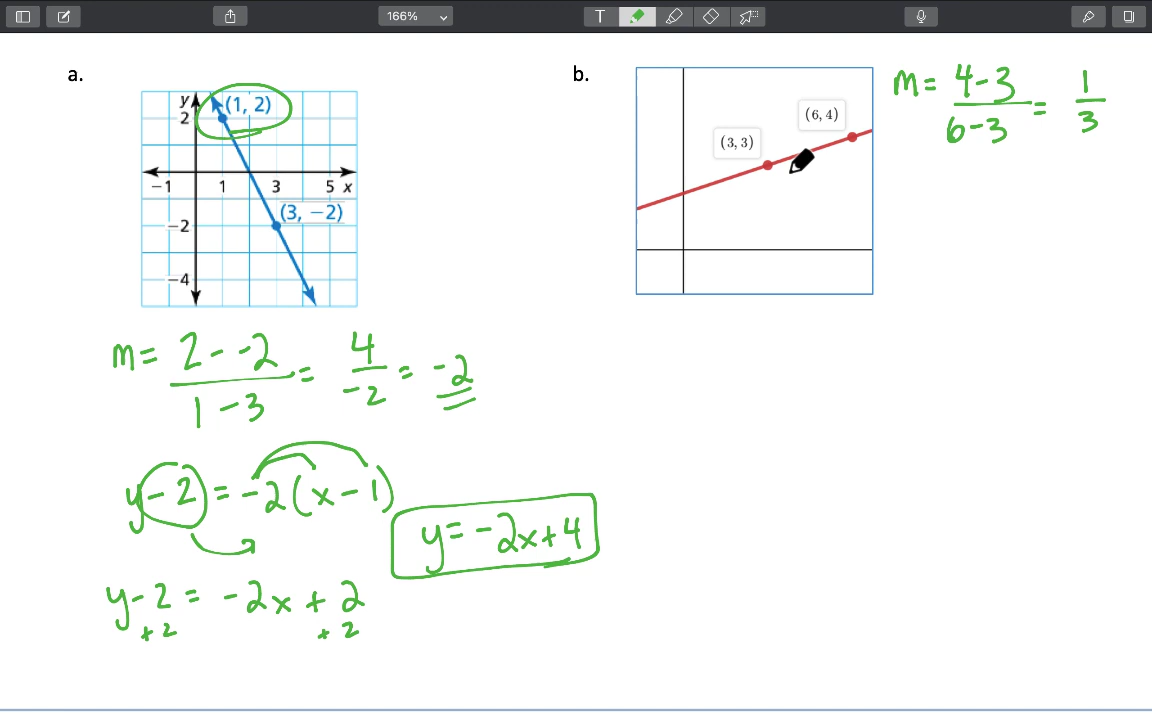 166%
T
a.
y
(1, 2)
2
−1 1 3 5 x
(3, −2)
−2
−4
m = 2 - -2 / 1 - 3 = 4 / -2 = -2
y - 2 = -2(x - 1)
y = -2x + 4
y - 2 = -2x + 2
+ 2 + 2
b.
(6, 4)
(3, 3)
m = 4 - 3 / 6 - 3 = 1 / 3